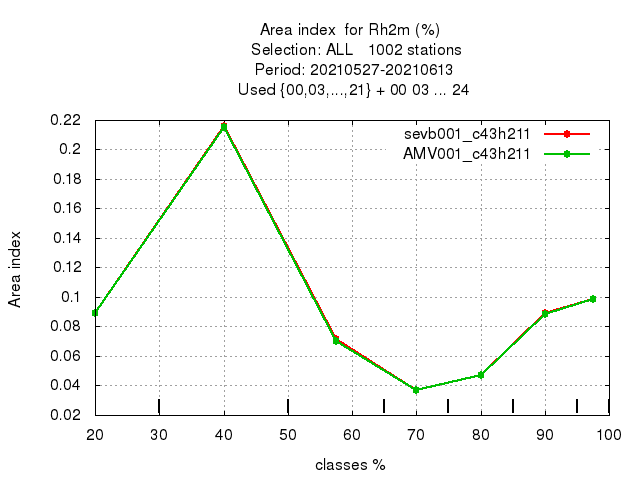 Area index  for Rh2m (%)
Selection: ALL   1002 stations
Period: 20210527-20210613
Used {00,03,...,21} + 00 03 ... 24
sevb001_c43h211
AMV001_c43h211
0.22
0.2
0.18
0.16
0.14
0.12
0.1
0.08
0.06
0.04
0.02
Area index
20 30 40 50 60 70 80 90 100
classes %